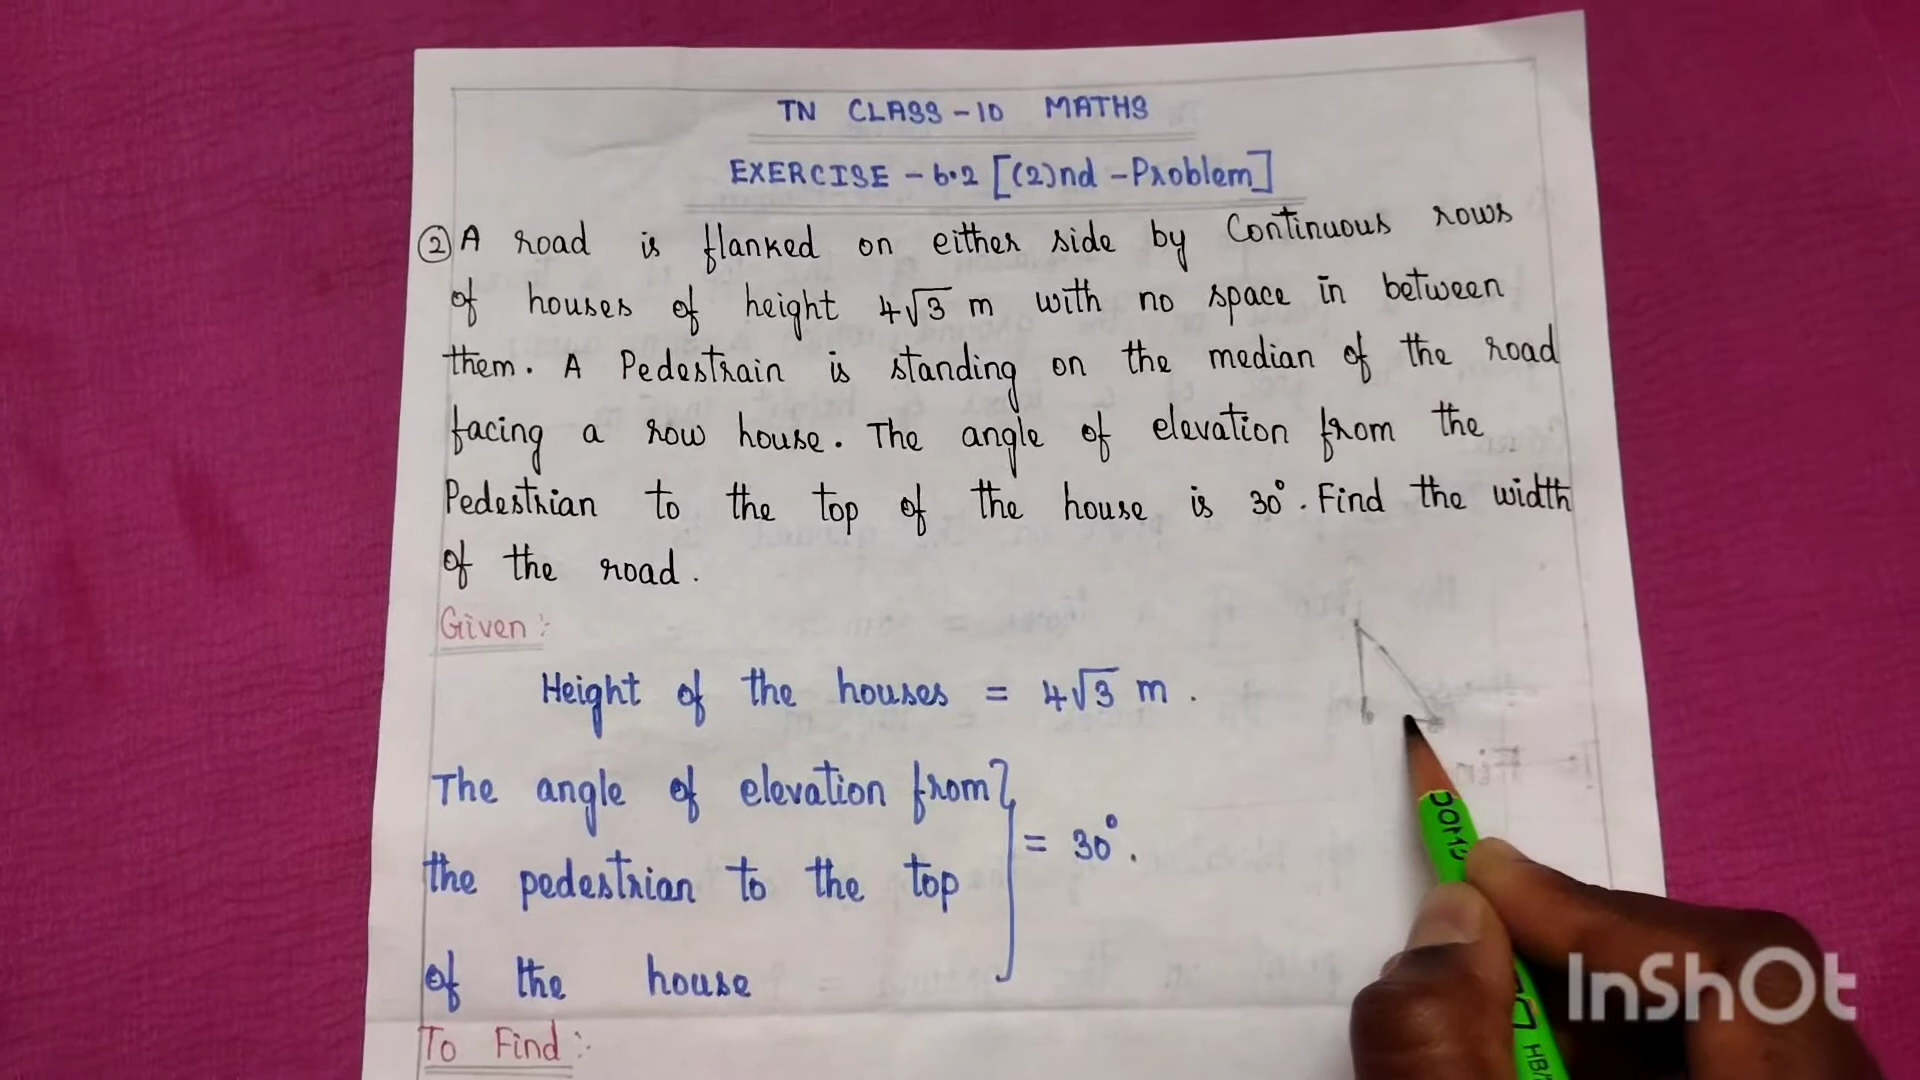 TN CLASS-10 MATHS
EXERCISE - 6.2 [(2)nd - Problem]
② A road is flanked on either side by Continuous rows
of houses of height 4√3 m with no space in between
them. A Pedestrain is standing on the median of the road
facing a row house. The angle of elevation from the
Pedestrian to the top of the house is 30°. Find the width
of the road.
Given :-
Height of the houses = 4√3 m.
The angle of elevation from
the pedestrian to the top = 30°.
of the house
To Find :-
DOMS
HB/
InShOt